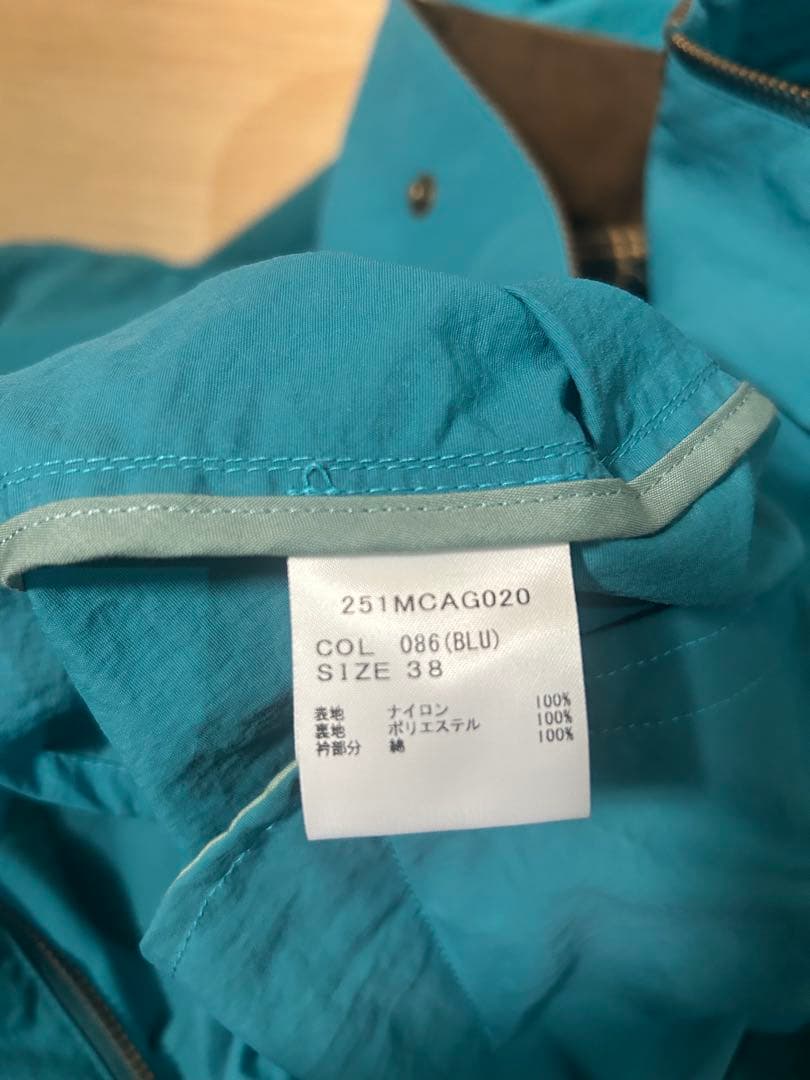 251MCAG020
COL 086(BLU)
SIZE 38
表地 ナイロン 100%
裏地 ポリエステル 100%
衿部分 綿 100%